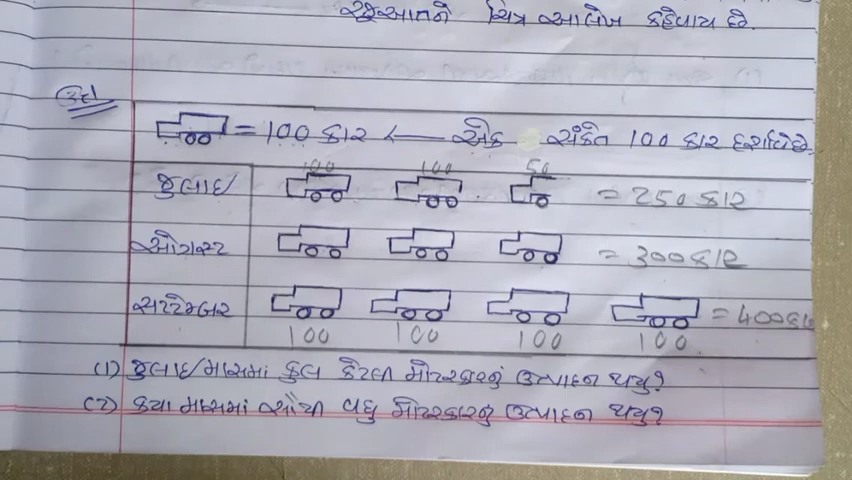 રજૂઆતને ચિત્ર આલેખ કહેવાય છે.
ઉદા
= 100 કાર ← એક સંકેત 100 કાર દર્શાવે છે.
100 100 50
જુલાઇ = 250 કાર
ઓગસ્ટ = 300 કાર
સપ્ટેમ્બર = 400 કા
100 100 100 100
(1) જુલાઇ માસમાં કુલ કેટલા મોટરકારનું ઉત્પાદન થયુ?
(2) કયા માસમાં સૌથી વધુ મોટરકારનું ઉત્પાદન થયુ?